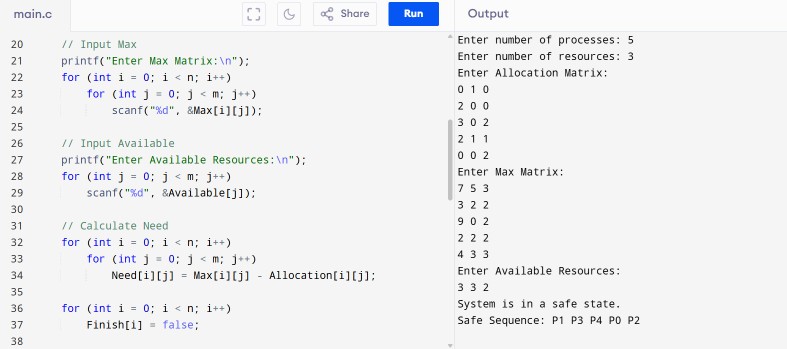 main.c
Share
Run
Output
20 // Input Max
21 printf("Enter Max Matrix:\n");
22 for (int i = 0; i < n; i++)
23 for (int j = 0; j < m; j++)
24 scanf("%d", &Max[i][j]);
25
26 // Input Available
27 printf("Enter Available Resources:\n");
28 for (int j = 0; j < m; j++)
29 scanf("%d", &Available[j]);
30
31 // Calculate Need
32 for (int i = 0; i < n; i++)
33 for (int j = 0; j < m; j++)
34 Need[i][j] = Max[i][j] - Allocation[i][j];
35
36 for (int i = 0; i < n; i++)
37 Finish[i] = false;
38
Enter number of processes: 5
Enter number of resources: 3
Enter Allocation Matrix:
0 1 0
2 0 0
3 0 2
2 1 1
0 0 2
Enter Max Matrix:
7 5 3
3 2 2
9 0 2
2 2 2
4 3 3
Enter Available Resources:
3 3 2
System is in a safe state.
Safe Sequence: P1 P3 P4 P0 P2